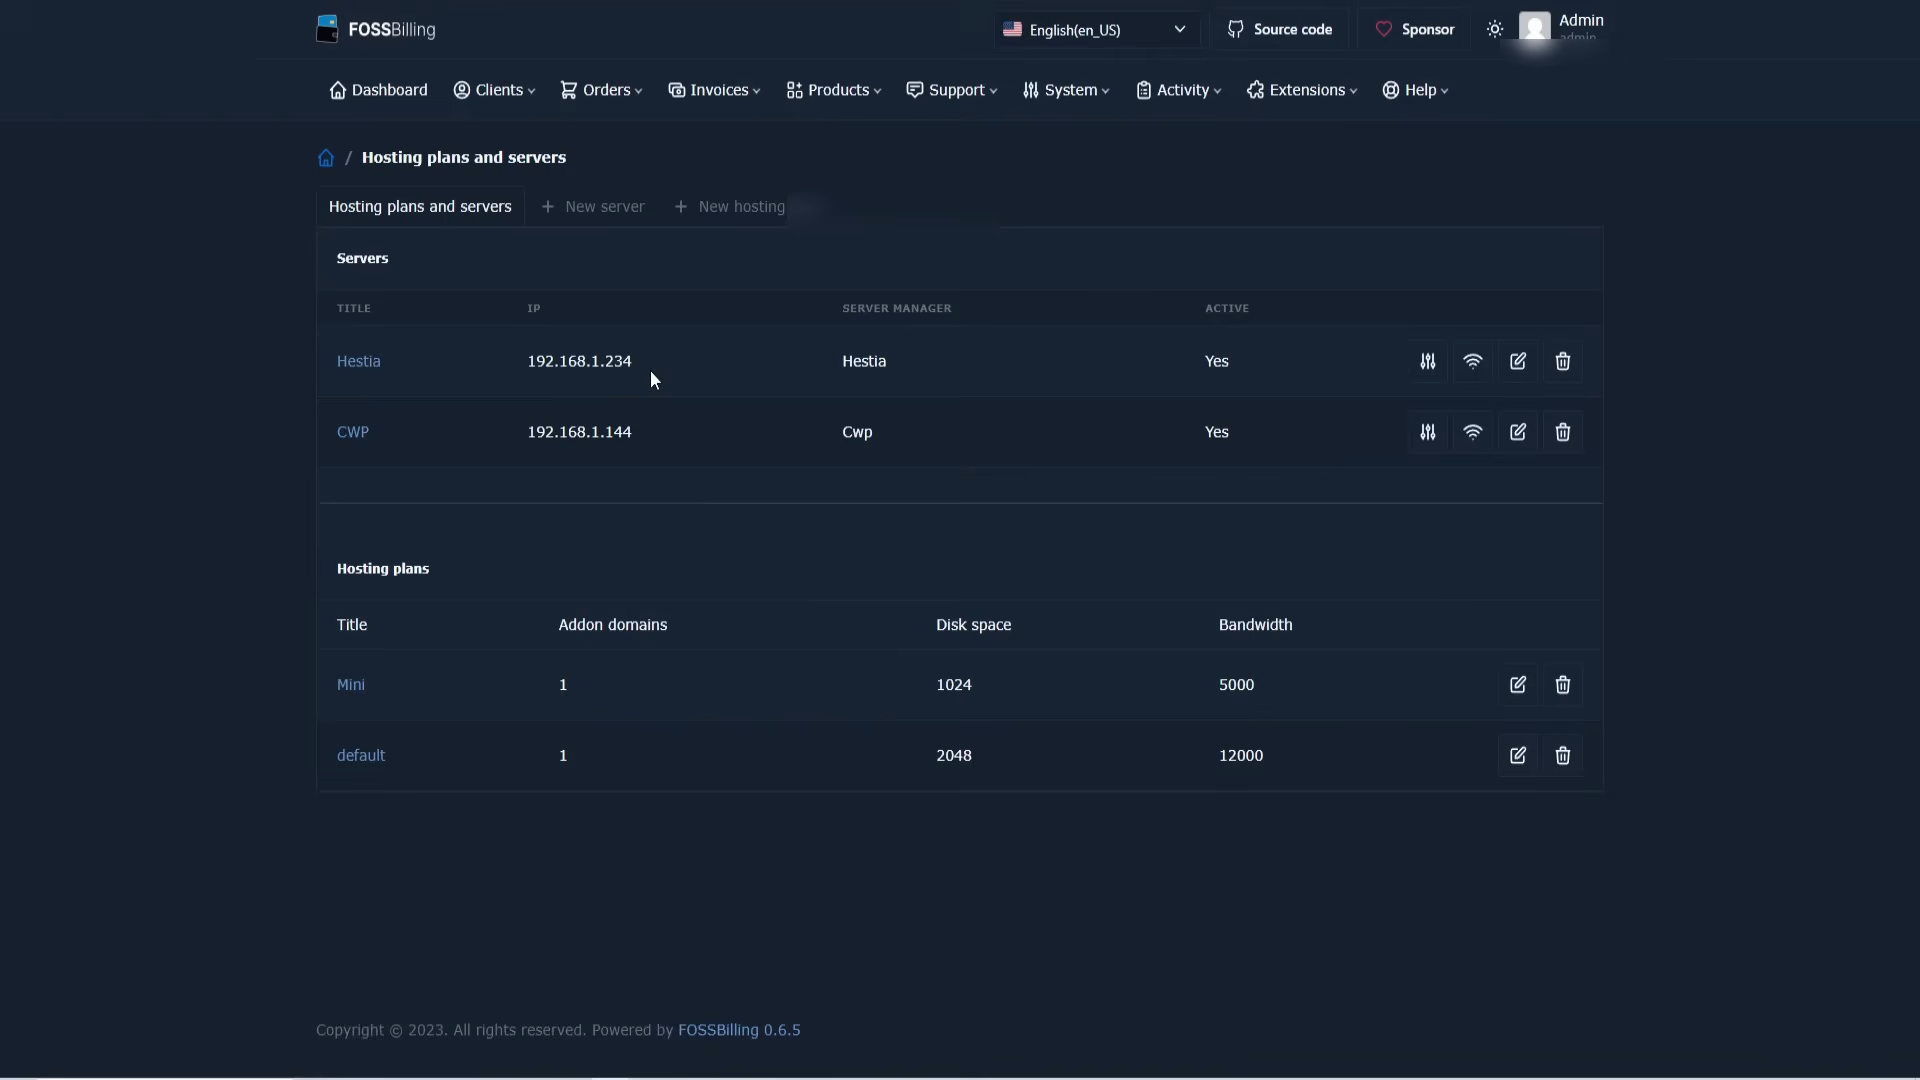 FOSSBilling
English(en_US)
Source code
Sponsor
Admin
admin
Dashboard
Clients
Orders
Invoices
Products
Support
System
Activity
Extensions
Help
/ Hosting plans and servers
Hosting plans and servers
+ New server
+ New hosting
Servers
TITLE IP SERVER MANAGER ACTIVE
Hestia 192.168.1.234 Hestia Yes
CWP 192.168.1.144 Cwp Yes
Hosting plans
Title Addon domains Disk space Bandwidth
Mini 1 1024 5000
default 1 2048 12000
Copyright © 2023. All rights reserved. Powered by FOSSBilling 0.6.5